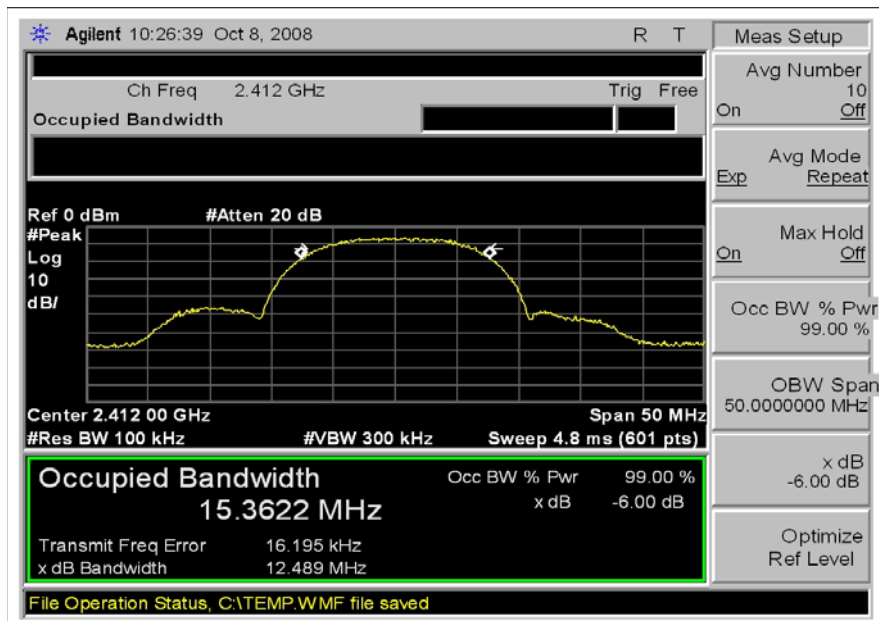 Agilent 10:26:39 Oct 8, 2008 R T
Ch Freq 2.412 GHz Trig Free
Occupied Bandwidth
Ref 0 dBm #Atten 20 dB
#Peak
Log
10
dB/
Center 2.412 00 GHz Span 50 MHz
#Res BW 100 kHz #VBW 300 kHz Sweep 4.8 ms (601 pts)
Occupied Bandwidth Occ BW % Pwr 99.00 %
15.3622 MHz x dB -6.00 dB
Transmit Freq Error 16.195 kHz
x dB Bandwidth 12.489 MHz
File Operation Status, C:\TEMP.WMF file saved
Meas Setup
Avg Number
10
On Off
Avg Mode
Exp Repeat
Max Hold
On Off
Occ BW % Pwr
99.00 %
OBW Span
50.0000000 MHz
x dB
-6.00 dB
Optimize
Ref Level